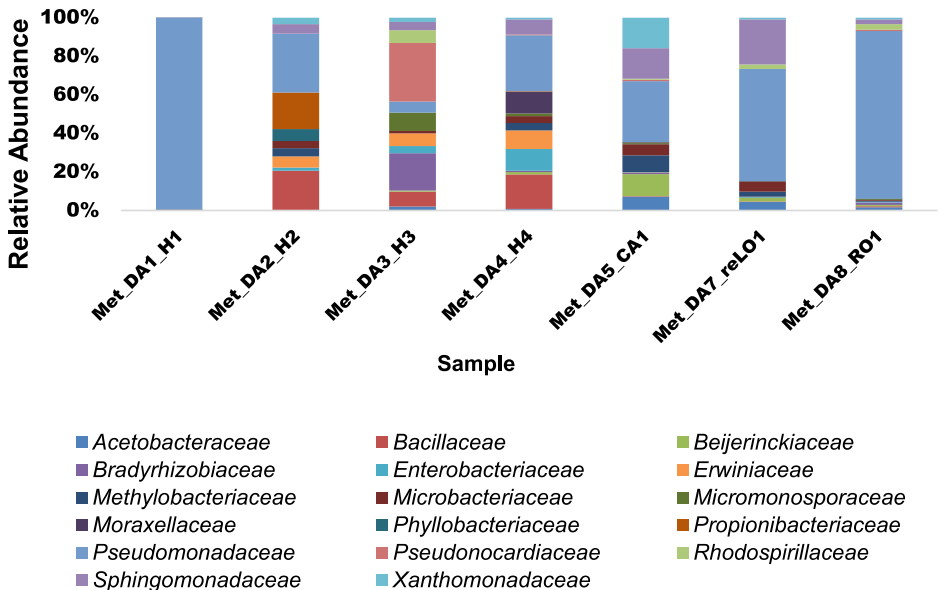 Relative Abundance
100%
80%
60%
40%
20%
0%
Met_DA1_H1
Met_DA2_H2
Met_DA3_H3
Met_DA4_H4
Met_DA5_CA1
Met_DA7_reLO1
Met_DA8_RO1
Sample
Acetobacteraceae Bacillaceae Beijerinckiaceae
Bradyrhizobiaceae Enterobacteriaceae Erwiniaceae
Methylobacteriaceae Microbacteriaceae Micromonosporaceae
Moraxellaceae Phyllobacteriaceae Propionibacteriaceae
Pseudomonadaceae Pseudonocardiaceae Rhodospirillaceae
Sphingomonadaceae Xanthomonadaceae